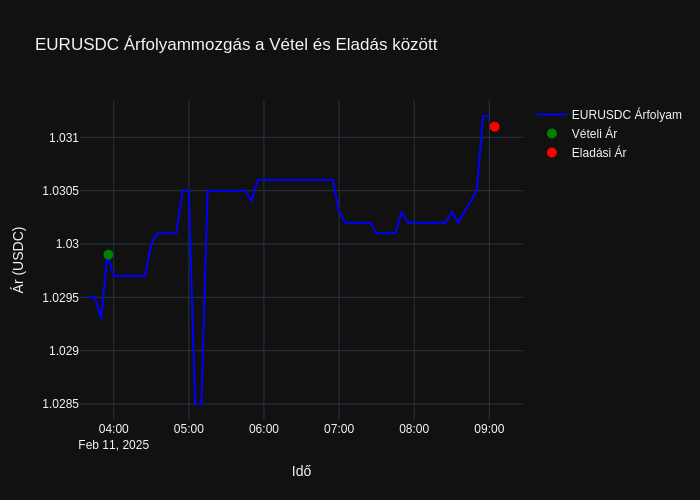 EURUSDC Árfolyammozgás a Vétel és Eladás között
EURUSDC Árfolyam
Vételi Ár
Eladási Ár
Ár (USDC)
1.031
1.0305
1.03
1.0295
1.029
1.0285
04:00 05:00 06:00 07:00 08:00 09:00
Feb 11, 2025
Idő